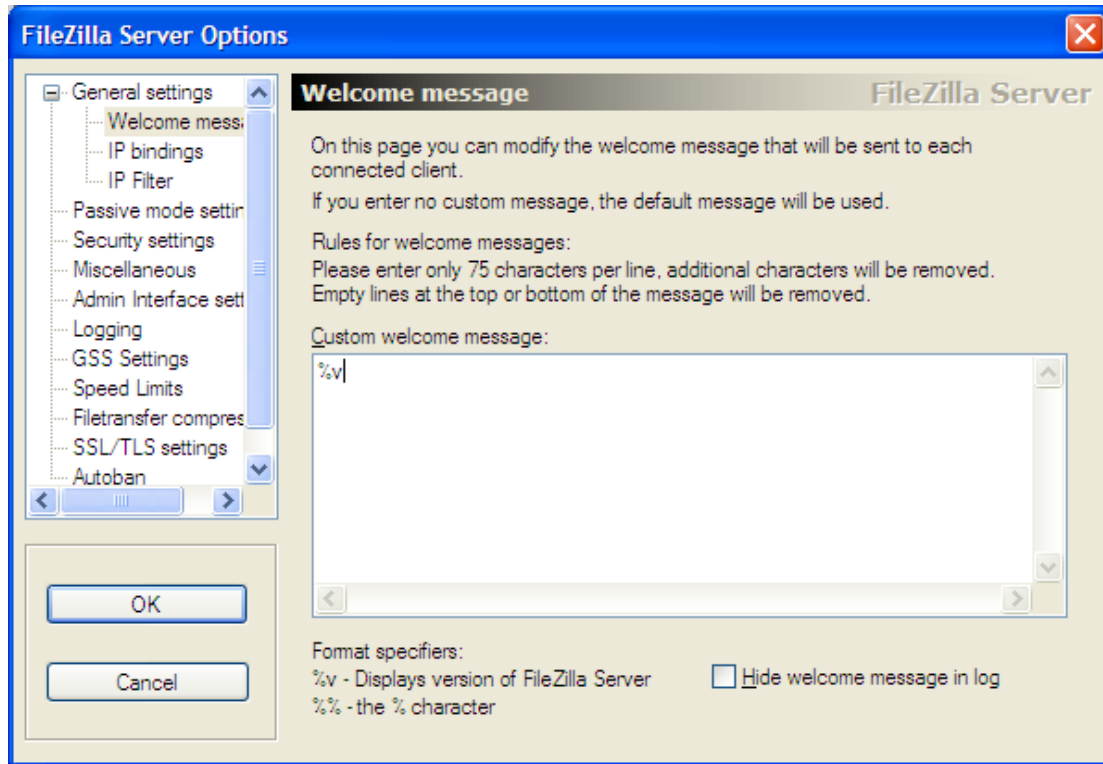 FileZilla Server Options
General settings
Welcome messa
IP bindings
IP Filter
Passive mode settin
Security settings
Miscellaneous
Admin Interface sett
Logging
GSS Settings
Speed Limits
Filetransfer compres
SSL/TLS settings
Autoban
OK
Cancel
Welcome message
FileZilla Server
On this page you can modify the welcome message that will be sent to each
connected client.
If you enter no custom message, the default message will be used.
Rules for welcome messages:
Please enter only 75 characters per line, additional characters will be removed.
Empty lines at the top or bottom of the message will be removed.
Custom welcome message:
%v
Format specifiers:
%v - Displays version of FileZilla Server
%% - the % character
Hide welcome message in log